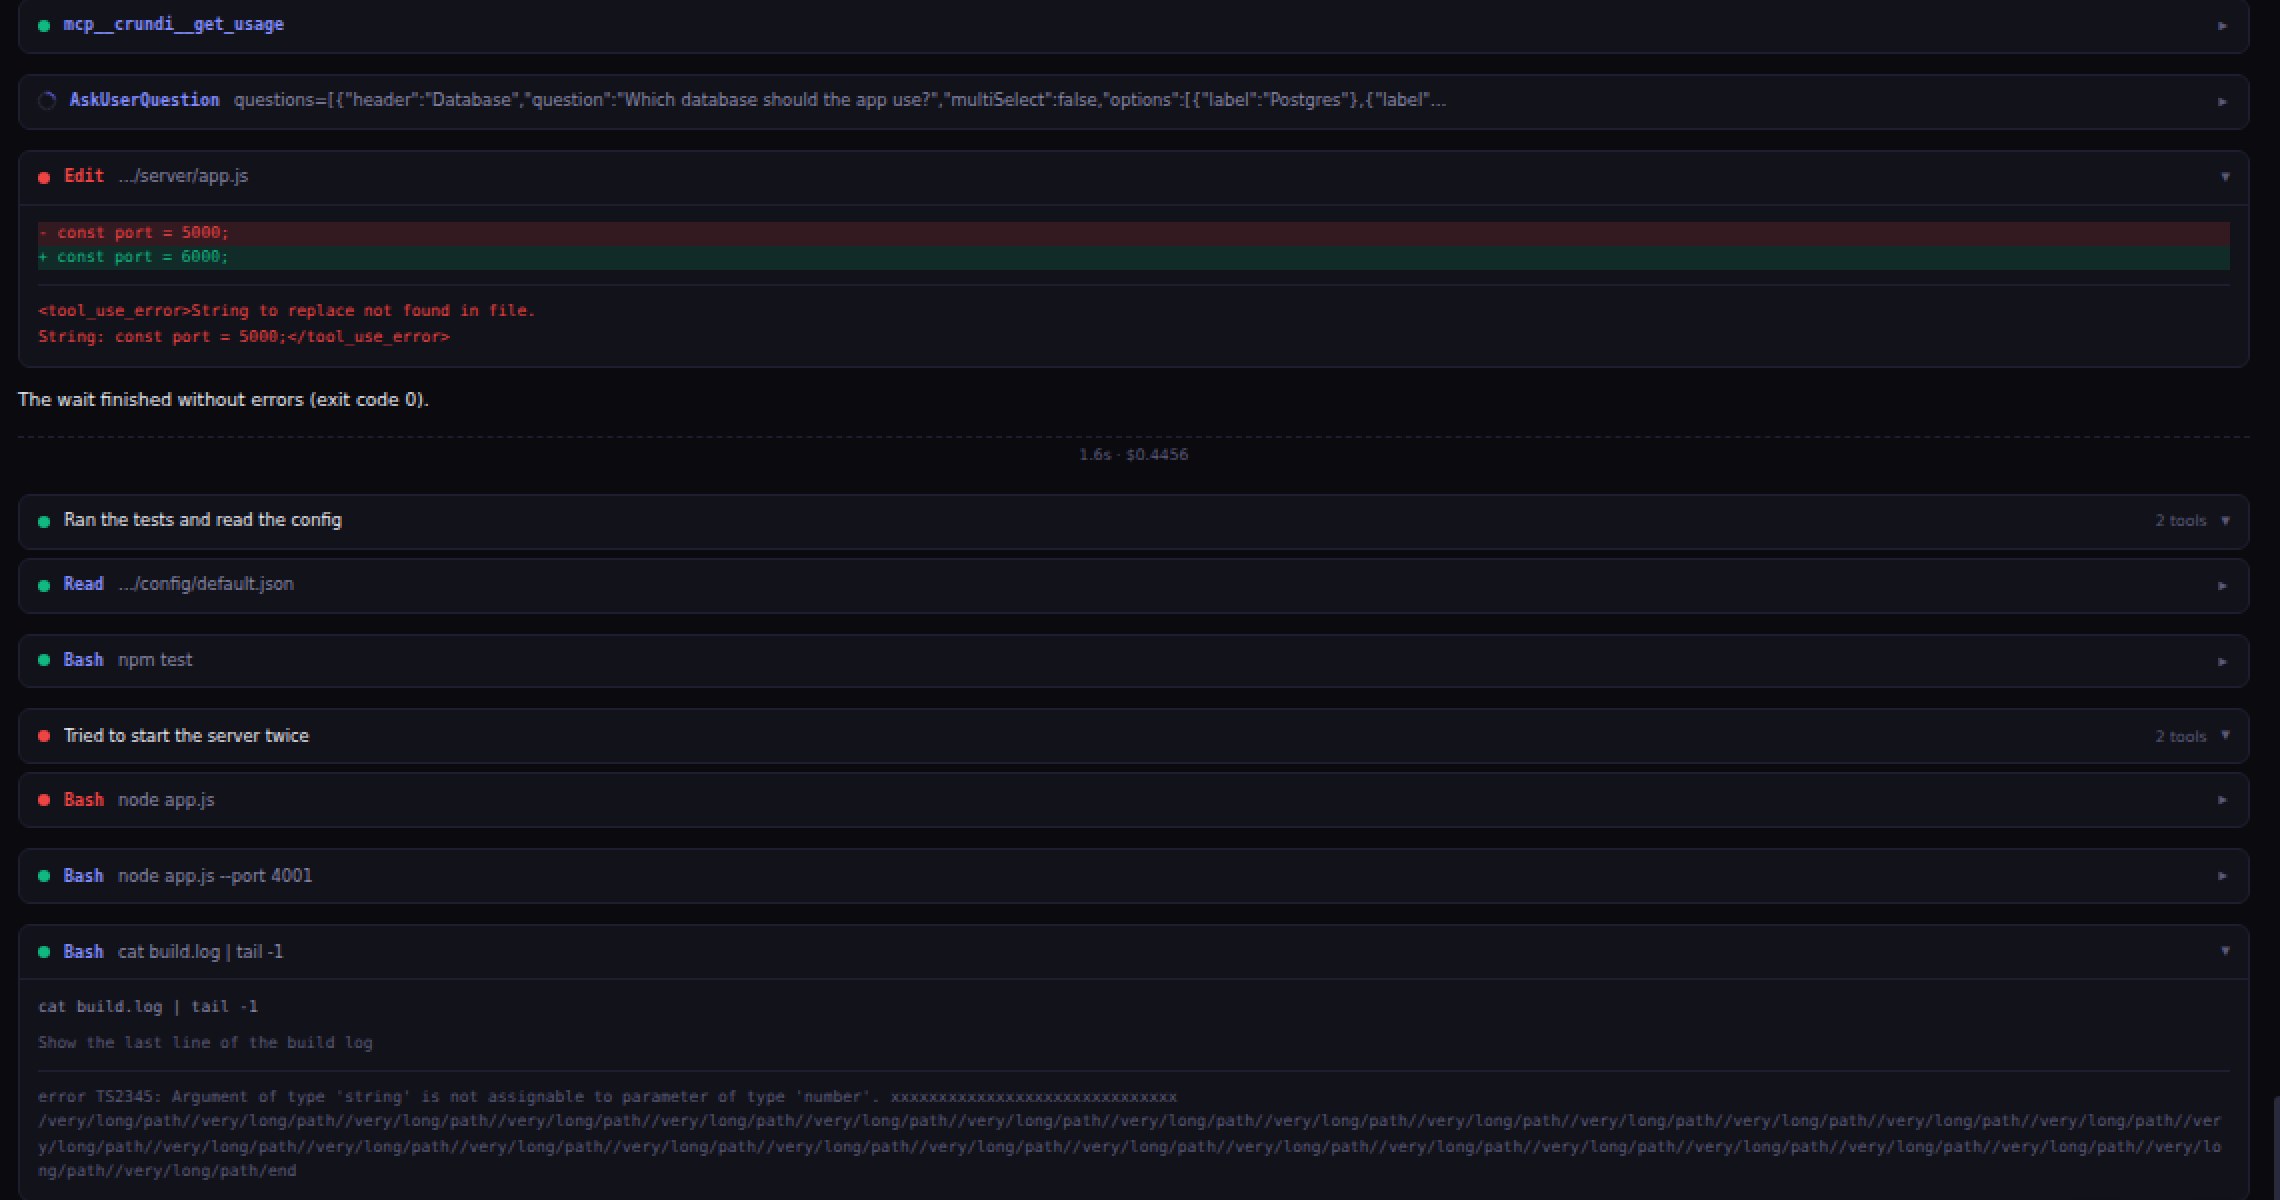 mcp__crundi__get_usage
AskUserQuestion questions=[{"header":"Database","question":"Which database should the app use?","multiSelect":false,"options":[{"label":"Postgres"},{"label"...
Edit .../server/app.js
- const port = 5000;
+ const port = 6000;
<tool_use_error>String to replace not found in file.
String: const port = 5000;</tool_use_error>
The wait finished without errors (exit code 0).
1.6s · $0.4456
Ran the tests and read the config 2 tools
Read .../config/default.json
Bash npm test
Tried to start the server twice 2 tools
Bash node app.js
Bash node app.js --port 4001
Bash cat build.log | tail -1
cat build.log | tail -1
Show the last line of the build log
error TS2345: Argument of type 'string' is not assignable to parameter of type 'number'. xxxxxxxxxxxxxxxxxxxxxxxxxxxxxx
/very/long/path//very/long/path//very/long/path//very/long/path//very/long/path//very/long/path//very/long/path//very/long/path//very/long/path//very/long/path//very/long/path//very/long/path//very/long/path//very/long/path//ver
y/long/path//very/long/path//very/long/path//very/long/path//very/long/path//very/long/path//very/long/path//very/long/path//very/long/path//very/long/path//very/long/path//very/long/path//very/long/path//very/long/path//very/lo
ng/path//very/long/path/end